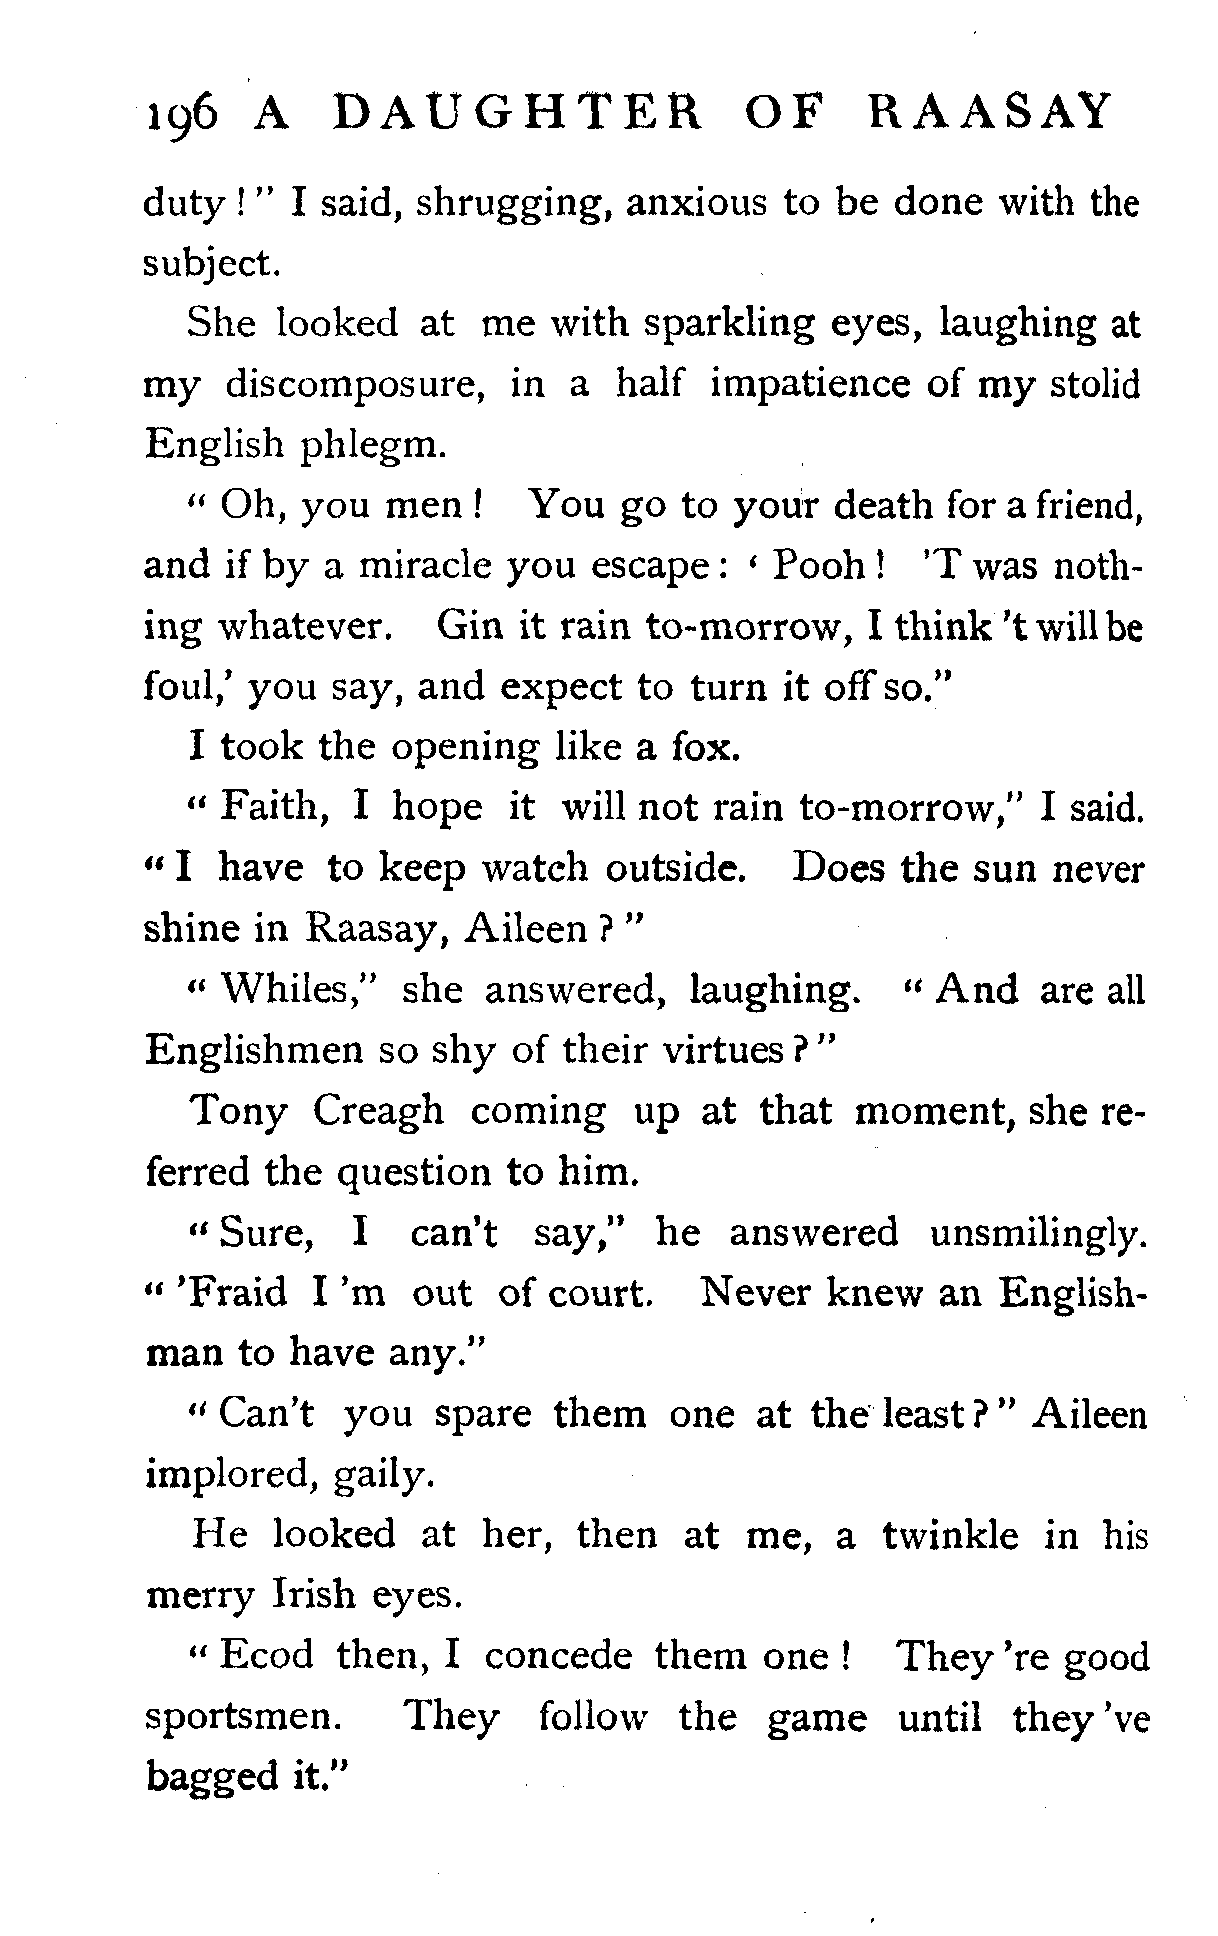 196 A DAUGHTER OF RAASAY
duty!" I said, shrugging, anxious to be done with the
subject.
She looked at me with sparkling eyes, laughing at
my discomposure, in a half impatience of my stolid
English phlegm.
"Oh, you men! You go to your death for a friend,
and if by a miracle you escape: 'Pooh! 'T was noth-
ing whatever. Gin it rain to-morrow, I think 't will be
foul,' you say, and expect to turn it off so."
I took the opening like a fox.
"Faith, I hope it will not rain to-morrow," I said.
"I have to keep watch outside. Does the sun never
shine in Raasay, Aileen?"
"Whiles," she answered, laughing. "And are all
Englishmen so shy of their virtues?"
Tony Creagh coming up at that moment, she re-
ferred the question to him.
"Sure, I can't say," he answered unsmilingly.
"'Fraid I 'm out of court. Never knew an English-
man to have any."
"Can't you spare them one at the least?" Aileen
implored, gaily.
He looked at her, then at me, a twinkle in his
merry Irish eyes.
"Ecod then, I concede them one! They 're good
sportsmen. They follow the game until they 've
bagged it."